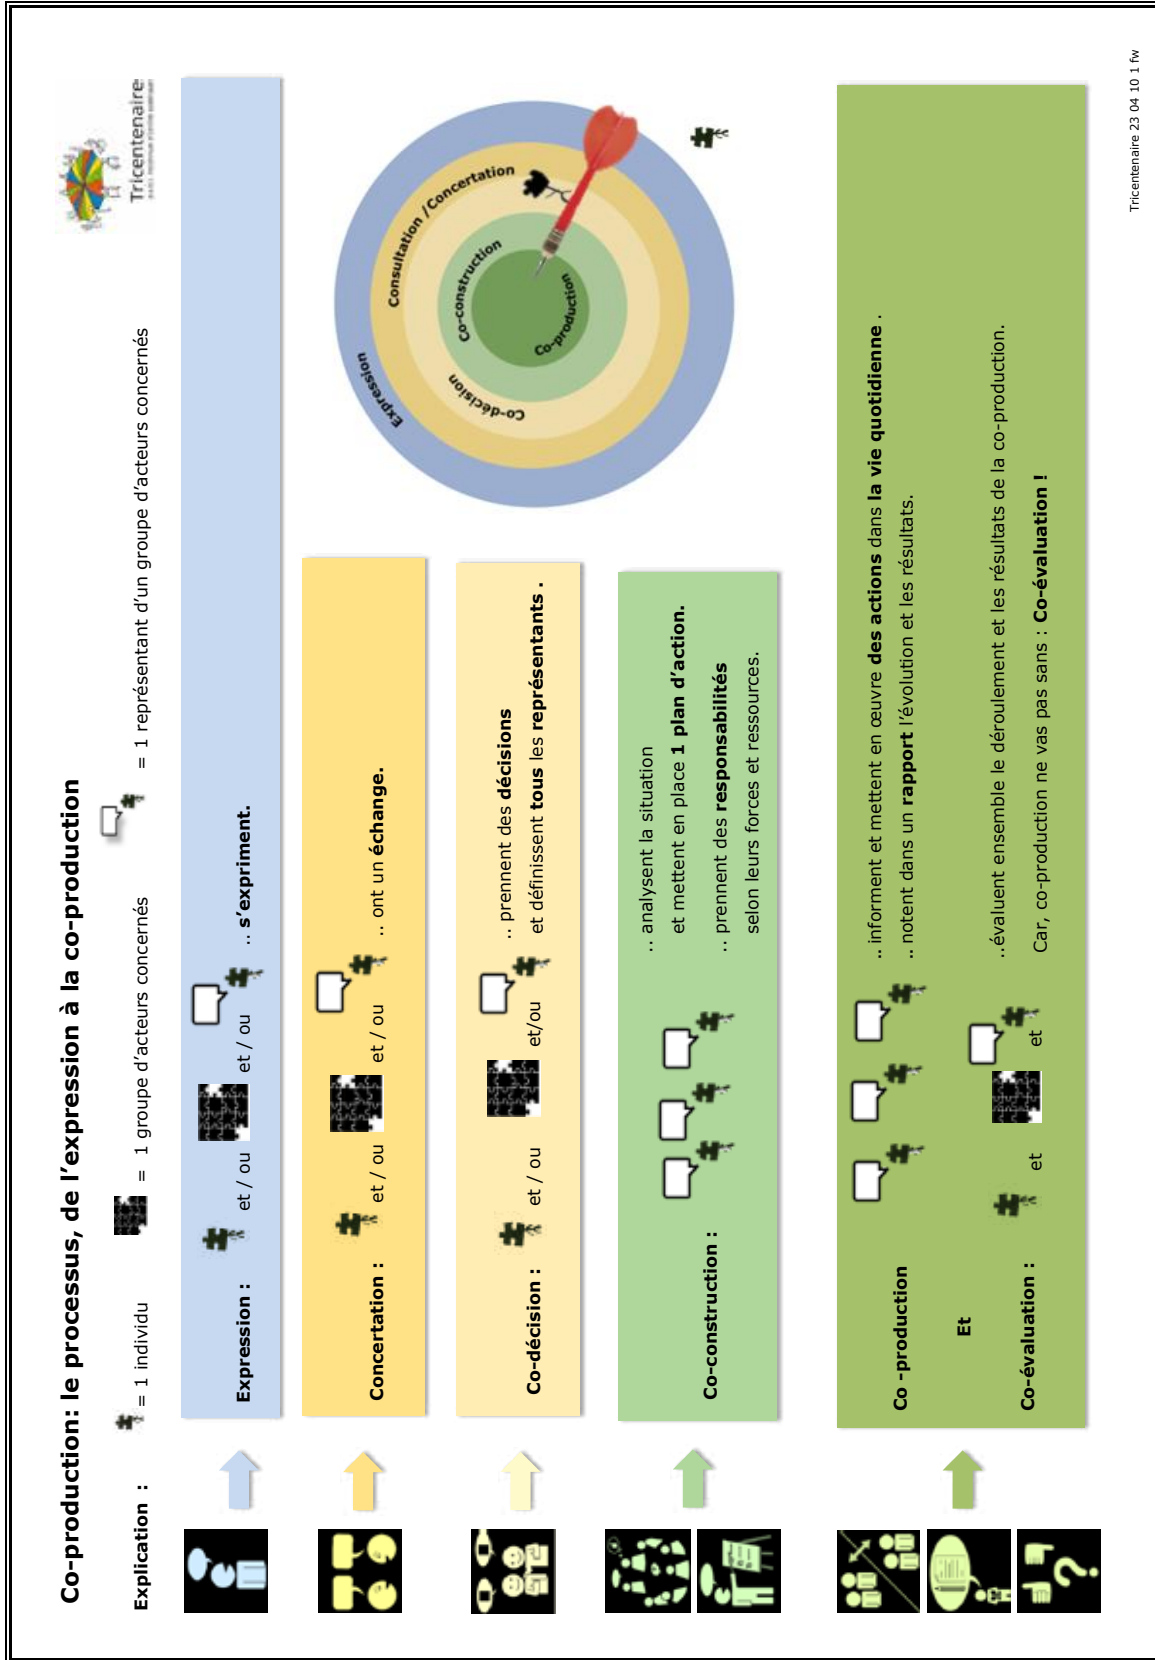 Co-production: le processus, de l'expression à la co-production
Tricentenaire
Explication :
= 1 individu
= 1 groupe d'acteurs concernés
= 1 représentant d'un groupe d'acteurs concernés
Expression :
et / ou
et / ou
.. s'expriment.
Concertation :
et / ou
et / ou
.. ont un échange.
Co-décision :
et / ou
et/ou
.. prennent des décisions
et définissent tous les représentants .
Co-construction :
.. analysent la situation
et mettent en place 1 plan d'action.
.. prennent des responsabilités
selon leurs forces et ressources.
Expression
Consultation /Concertation
Co-décision
Co-construction
Co-production
Co -production
.. informent et mettent en œuvre des actions dans la vie quotidienne .
.. notent dans un rapport l'évolution et les résultats.
Et
Co-évaluation :
et
et
..évaluent ensemble le déroulement et les résultats de la co-production.
Car, co-production ne vas pas sans : Co-évaluation !
Tricentenaire 23 04 10 1 fw